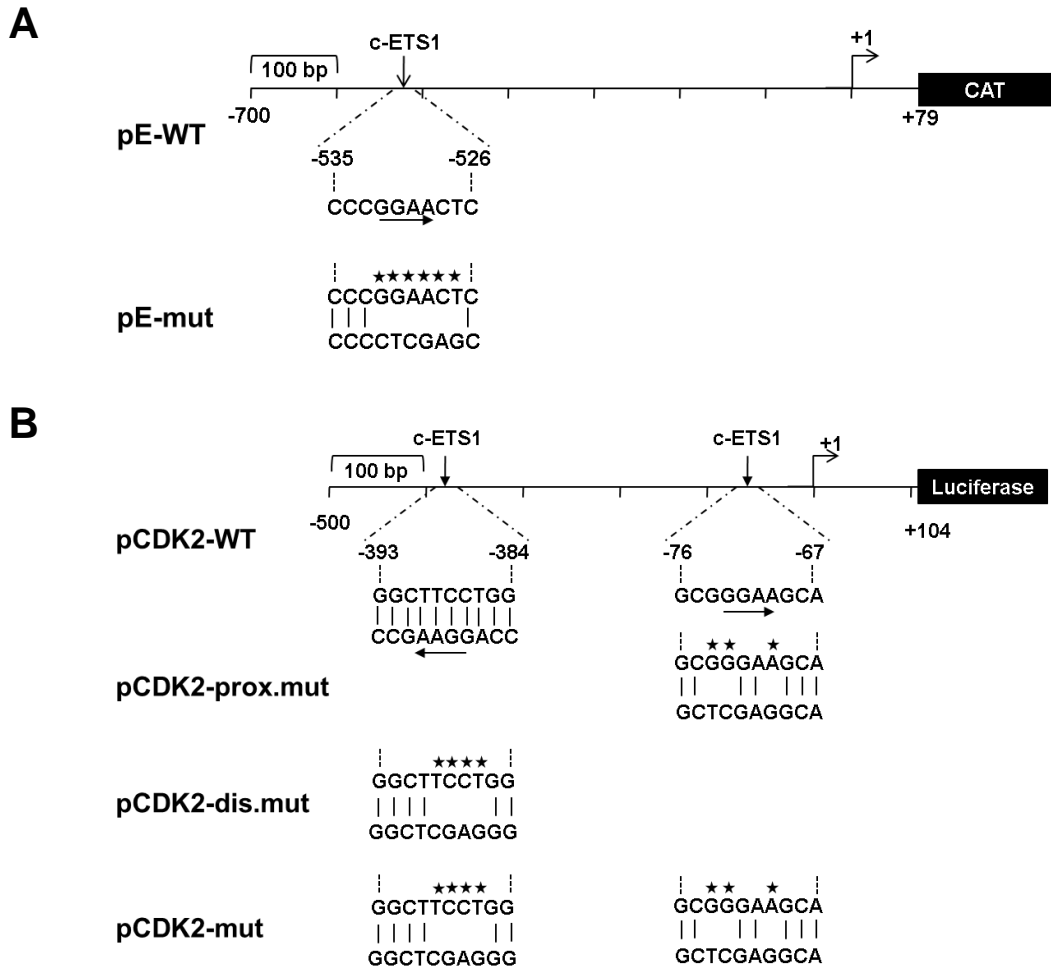 A
c-ETS1
+1
100 bp
CAT
-700
+79
pE-WT
-535 -526
CCCGGAACTC
★★★★★★
CCCGGAACTC
pE-mut
CCCCTCGAGC
B
c-ETS1 c-ETS1
+1
100 bp
Luciferase
-500
+104
pCDK2-WT
-393 -384 -76 -67
GGCTTCCTGG GCGGGAAGCA
CCGAAGGACC
★★ ★
GCGGGAAGCA
pCDK2-prox.mut
GCTCGAGGCA
★★★★
GGCTTCCTGG
pCDK2-dis.mut
GGCTCGAGGG
★★★★ ★★ ★
GGCTTCCTGG GCGGGAAGCA
pCDK2-mut
GGCTCGAGGG GCTCGAGGCA